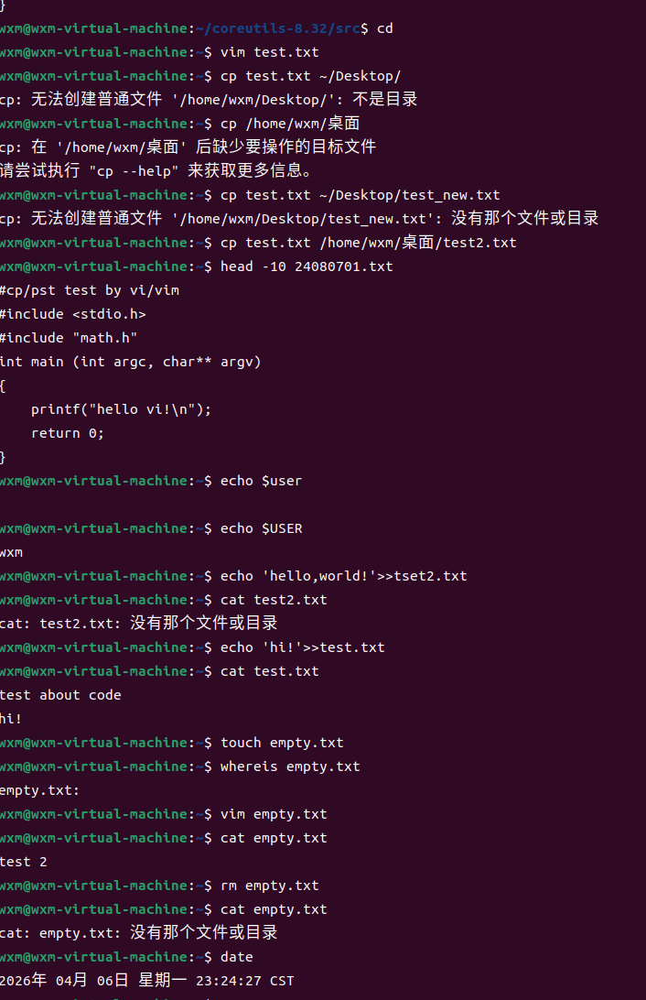 }
wxm@wxm-virtual-machine:~/coreutils-8.32/src$ cd
wxm@wxm-virtual-machine:~$ vim test.txt
wxm@wxm-virtual-machine:~$ cp test.txt ~/Desktop/
cp: 无法创建普通文件 '/home/wxm/Desktop/': 不是目录
wxm@wxm-virtual-machine:~$ cp /home/wxm/桌面
cp: 在 '/home/wxm/桌面' 后缺少要操作的目标文件
请尝试执行 "cp --help" 来获取更多信息。
wxm@wxm-virtual-machine:~$ cp test.txt ~/Desktop/test_new.txt
cp: 无法创建普通文件 '/home/wxm/Desktop/test_new.txt': 没有那个文件或目录
wxm@wxm-virtual-machine:~$ cp test.txt /home/wxm/桌面/test2.txt
wxm@wxm-virtual-machine:~$ head -10 24080701.txt
#cp/pst test by vi/vim
#include <stdio.h>
#include "math.h"
int main (int argc, char** argv)
{
    printf("hello vi!\n");
    return 0;
}
wxm@wxm-virtual-machine:~$ echo $user

wxm@wxm-virtual-machine:~$ echo $USER
wxm
wxm@wxm-virtual-machine:~$ echo 'hello,world!'>>tset2.txt
wxm@wxm-virtual-machine:~$ cat test2.txt
cat: test2.txt: 没有那个文件或目录
wxm@wxm-virtual-machine:~$ echo 'hi!'>>test.txt
wxm@wxm-virtual-machine:~$ cat test.txt
test about code
hi!
wxm@wxm-virtual-machine:~$ touch empty.txt
wxm@wxm-virtual-machine:~$ whereis empty.txt
empty.txt:
wxm@wxm-virtual-machine:~$ vim empty.txt
wxm@wxm-virtual-machine:~$ cat empty.txt
test 2
wxm@wxm-virtual-machine:~$ rm empty.txt
wxm@wxm-virtual-machine:~$ cat empty.txt
cat: empty.txt: 没有那个文件或目录
wxm@wxm-virtual-machine:~$ date
2026年 04月 06日 星期一 23:24:27 CST